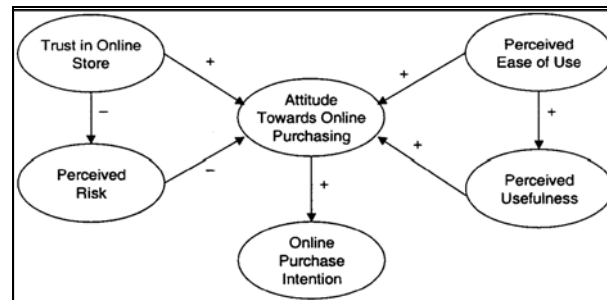 Trust in Online
Store
+
−
Perceived
Risk
−
Attitude
Towards Online
Purchasing
+
Online
Purchase
Intention
Perceived
Ease of Use
+
+
Perceived
Usefulness
+